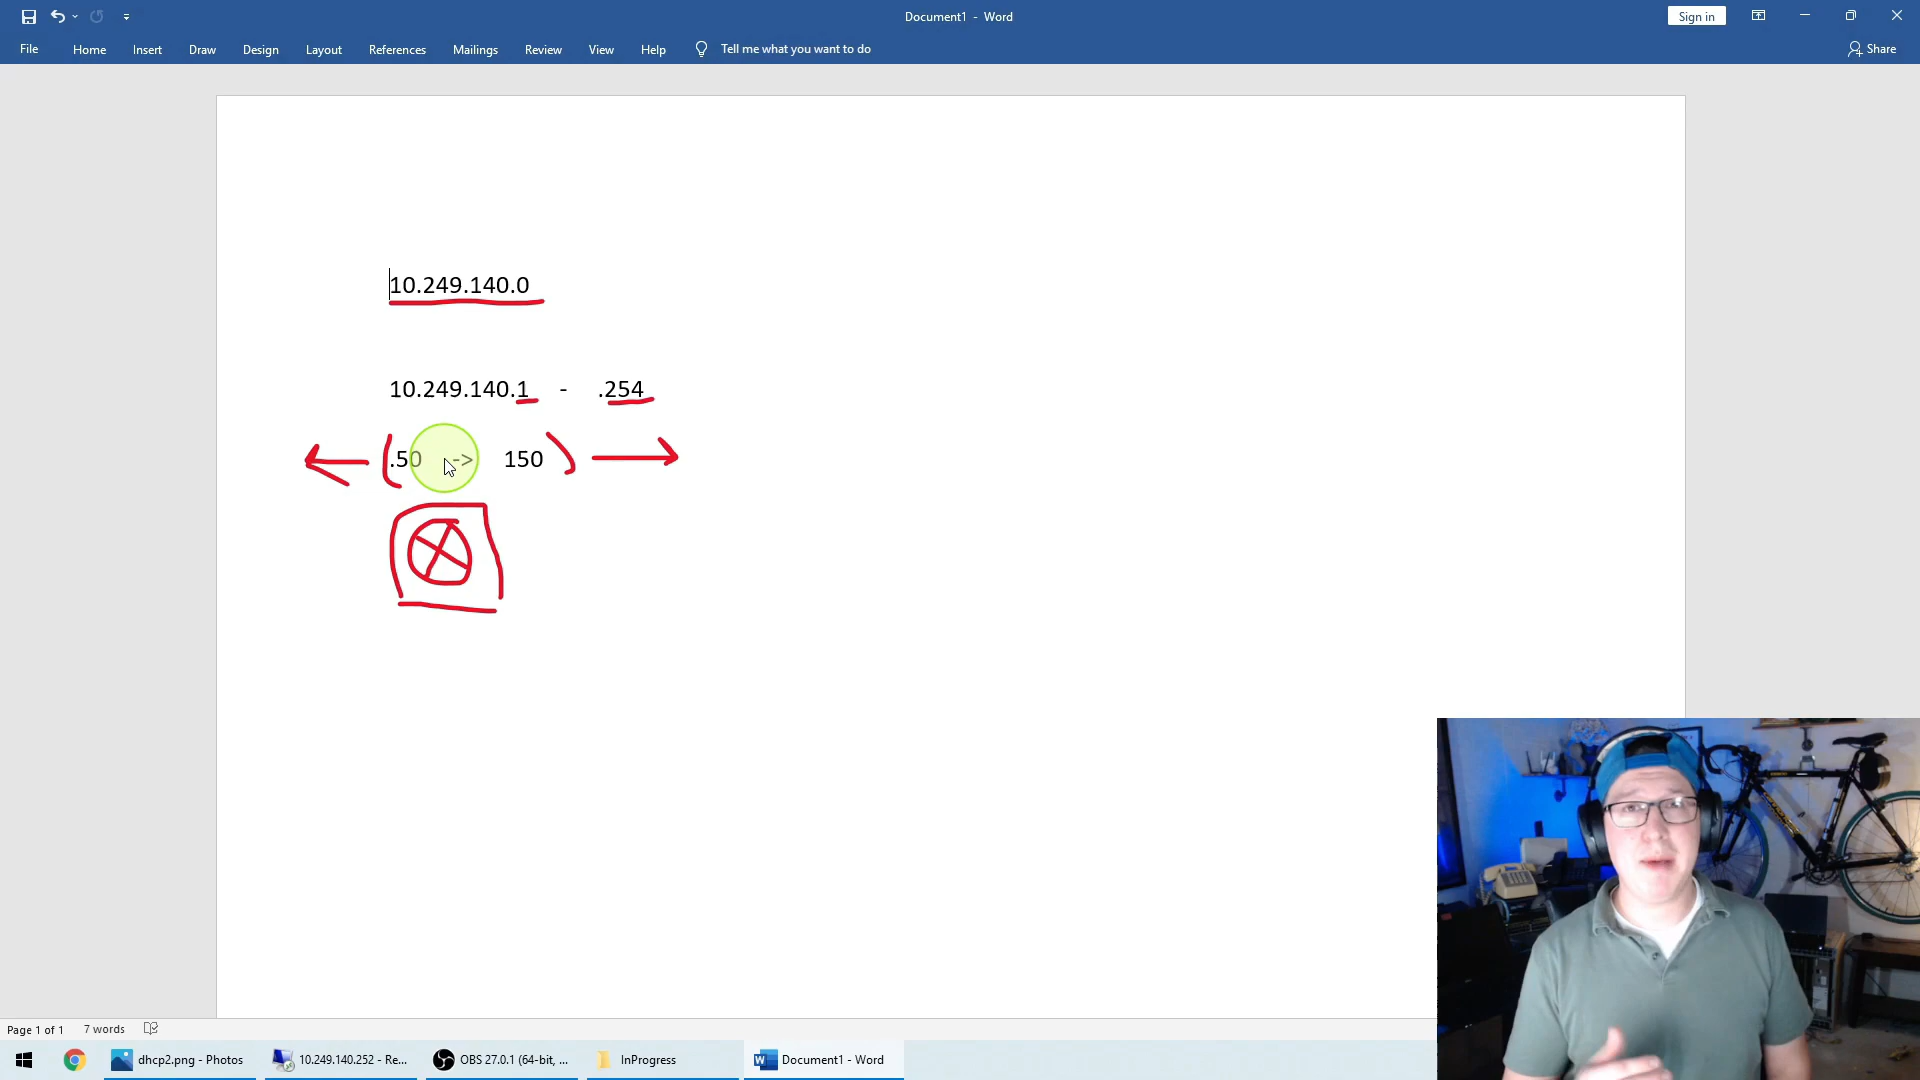 Document1 - Word
Sign in
File Home Insert Draw Design Layout References Mailings Review View Help Tell me what you want to do
Share
10.249.140.0
10.249.140.1 - .254
.50 -> 150
Page 1 of 1 7 words
dhcp2.png - Photos
10.249.140.252 - Re...
OBS 27.0.1 (64-bit, ...
InProgress
Document1 - Word